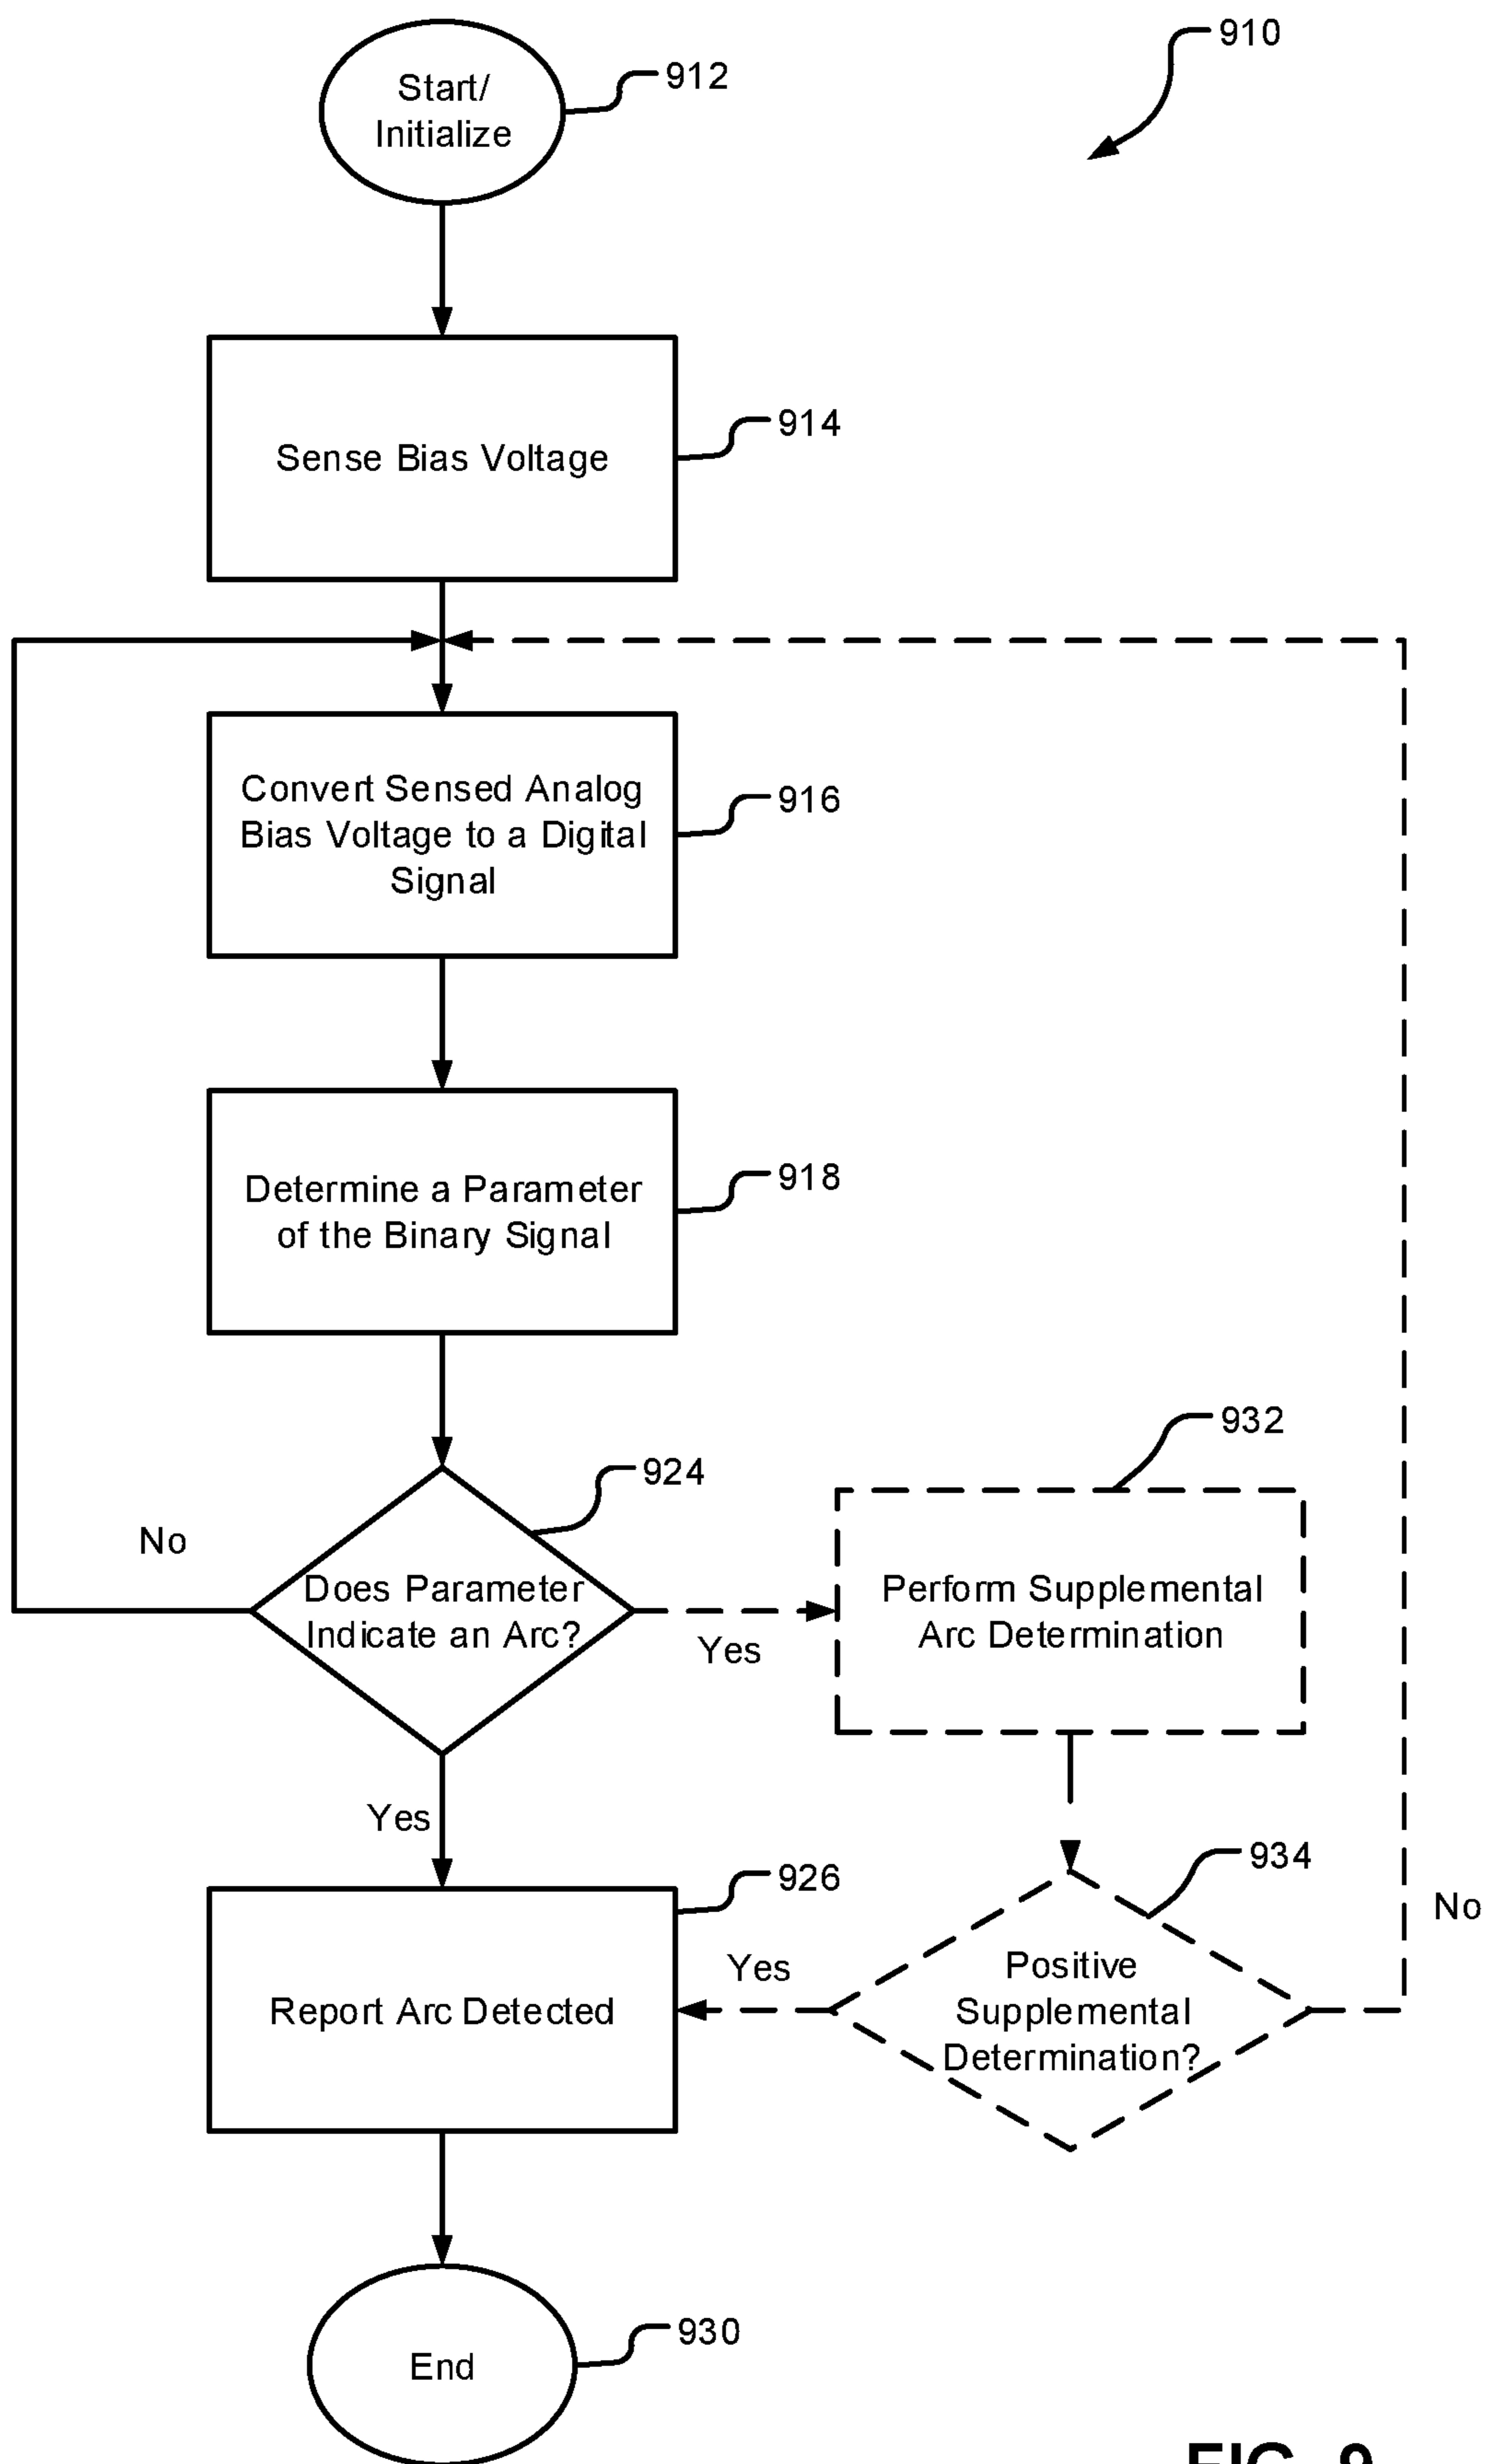 910
Start/
Initialize
912
Sense Bias Voltage
914
Convert Sensed Analog
Bias Voltage to a Digital
Signal
916
Determine a Parameter
of the Binary Signal
918
924
No
Does Parameter
Indicate an Arc?
Yes
932
Perform Supplemental
Arc Determination
Yes
926
Report Arc Detected
934
Yes
Positive
Supplemental
Determination?
No
930
End
FIG. 9